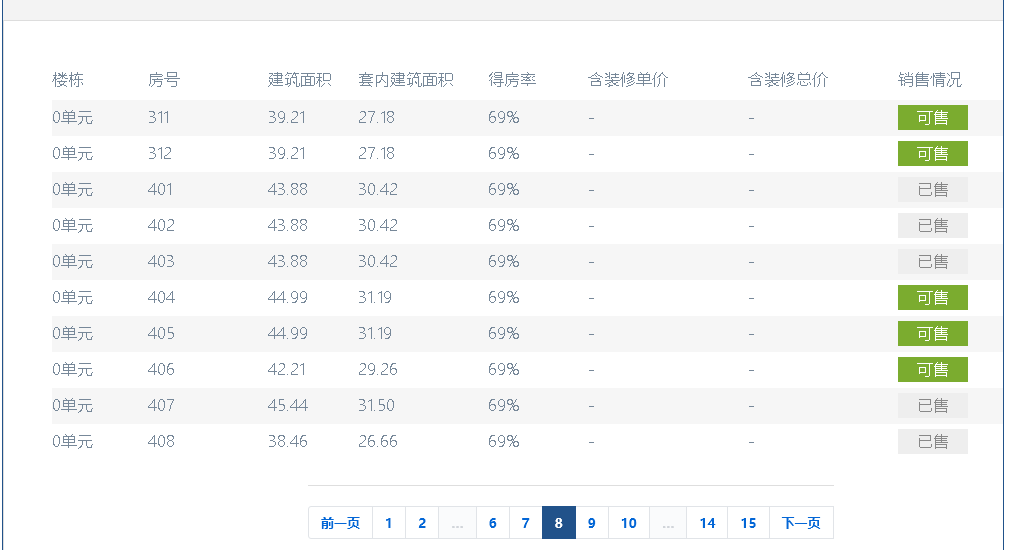 楼栋 房号 建筑面积 套内建筑面积 得房率 含装修单价 含装修总价 销售情况
0单元 311 39.21 27.18 69% - - 可售
0单元 312 39.21 27.18 69% - - 可售
0单元 401 43.88 30.42 69% - - 已售
0单元 402 43.88 30.42 69% - - 已售
0单元 403 43.88 30.42 69% - - 已售
0单元 404 44.99 31.19 69% - - 可售
0单元 405 44.99 31.19 69% - - 可售
0单元 406 42.21 29.26 69% - - 可售
0单元 407 45.44 31.50 69% - - 已售
0单元 408 38.46 26.66 69% - - 已售
前一页 1 2 ... 6 7 8 9 10 ... 14 15 下一页